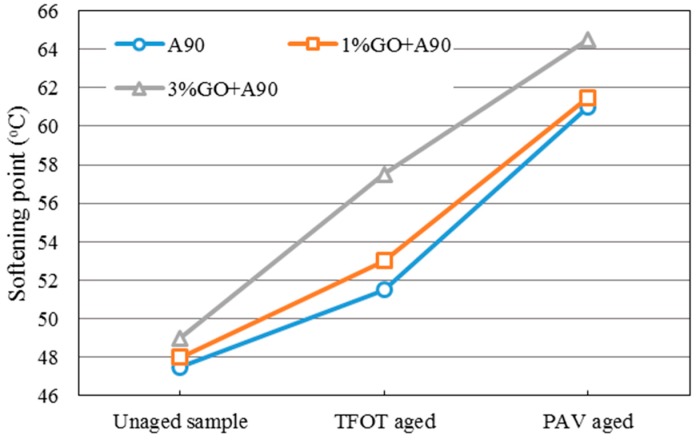 66
64
62
60
58
56
54
52
50
48
46
Softening point (°C)
A90
1%GO+A90
3%GO+A90
Unaged sample
TFOT aged
PAV aged